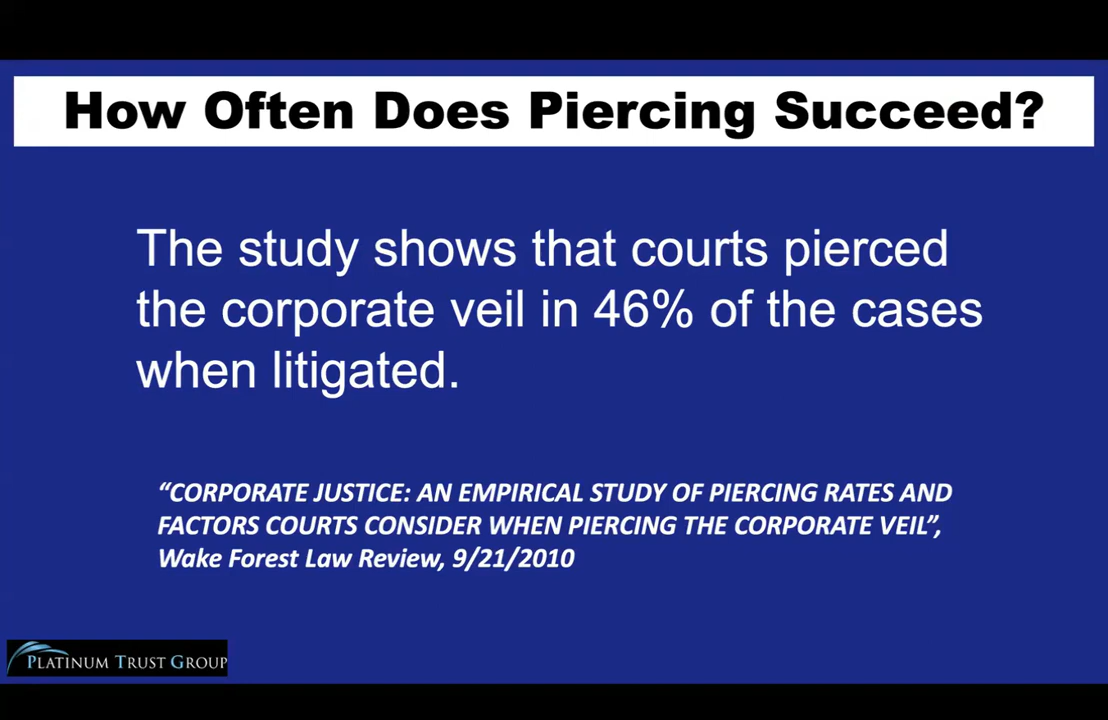 How Often Does Piercing Succeed?
The study shows that courts pierced
the corporate veil in 46% of the cases
when litigated.
“CORPORATE JUSTICE: AN EMPIRICAL STUDY OF PIERCING RATES AND
FACTORS COURTS CONSIDER WHEN PIERCING THE CORPORATE VEIL”,
Wake Forest Law Review, 9/21/2010
PLATINUM TRUST GROUP